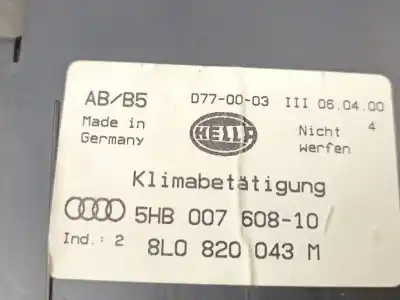 AB/B5 D77-00-03 III 06.04.00
Made in Germany HELLA Nicht werfen 4
Klimabetätigung
5HB 007 608-10
Ind.: 2 8L0 820 043 M